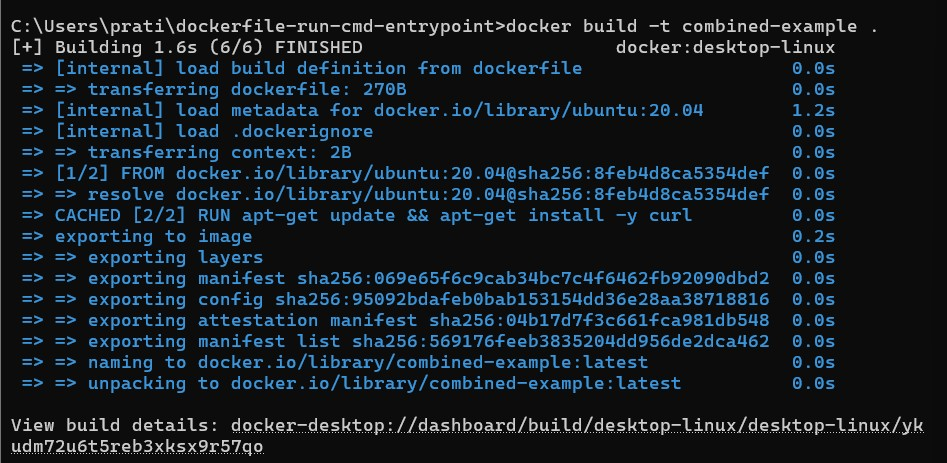 C:\Users\prati\dockerfile-run-cmd-entrypoint>docker build -t combined-example .
[+] Building 1.6s (6/6) FINISHED docker:desktop-linux
=> [internal] load build definition from dockerfile 0.0s
=> => transferring dockerfile: 270B 0.0s
=> [internal] load metadata for docker.io/library/ubuntu:20.04 1.2s
=> [internal] load .dockerignore 0.0s
=> => transferring context: 2B 0.0s
=> [1/2] FROM docker.io/library/ubuntu:20.04@sha256:8feb4d8ca5354def 0.0s
=> => resolve docker.io/library/ubuntu:20.04@sha256:8feb4d8ca5354def 0.0s
=> CACHED [2/2] RUN apt-get update && apt-get install -y curl 0.0s
=> exporting to image 0.2s
=> => exporting layers 0.0s
=> => exporting manifest sha256:069e65f6c9cab34bc7c4f6462fb92090dbd2 0.0s
=> => exporting config sha256:95092bdafeb0bab153154dd36e28aa38718816 0.0s
=> => exporting attestation manifest sha256:04b17d7f3c661fca981db548 0.0s
=> => exporting manifest list sha256:569176feeb3835204dd956de2dca462 0.0s
=> => naming to docker.io/library/combined-example:latest 0.0s
=> => unpacking to docker.io/library/combined-example:latest 0.0s
View build details: docker-desktop://dashboard/build/desktop-linux/desktop-linux/yk
udm72u6t5reb3xksx9r57qo